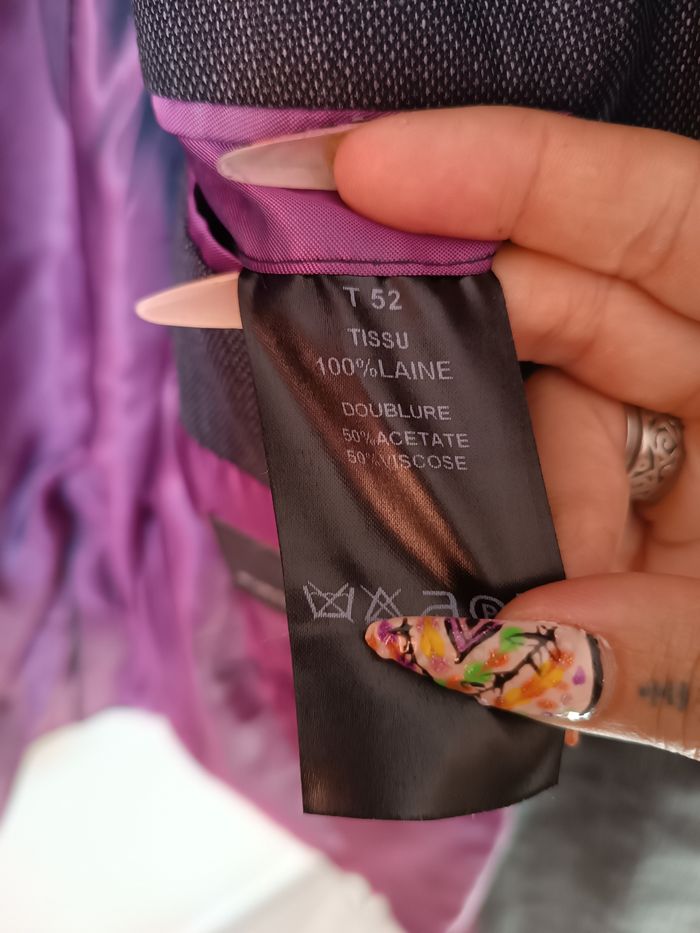 T 52
TISSU
100%LAINE
DOUBLURE
50%ACETATE
50%VISCOSE
P